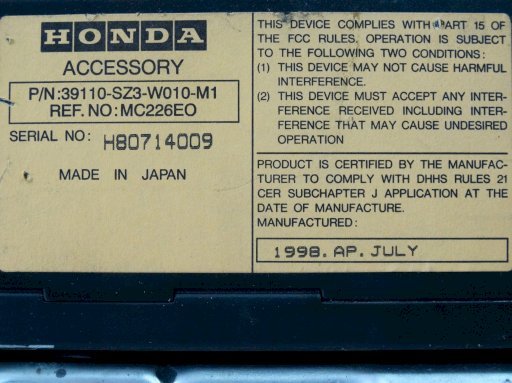 HONDA
ACCESSORY
P/N:39110-SZ3-W010-M1
REF. NO:MC226EO
SERIAL NO: H80714009
MADE IN JAPAN
THIS DEVICE COMPLIES WITH PART 15 OF
THE FCC RULES. OPERATION IS SUBJECT
TO THE FOLLOWING TWO CONDITIONS:
(1) THIS DEVICE MAY NOT CAUSE HARMFUL
INTERFERENCE.
(2) THIS DEVICE MUST ACCEPT ANY INTER-
FERENCE RECEIVED INCLUDING INTER-
FERENCE THAT MAY CAUSE UNDESIRED
OPERATION
PRODUCT IS CERTIFIED BY THE MANUFAC-
TURER TO COMPLY WITH DHHS RULES 21
CER SUBCHAPTER J APPLICATION AT THE
DATE OF MANUFACTURE.
MANUFACTURED:
1998. AP. JULY